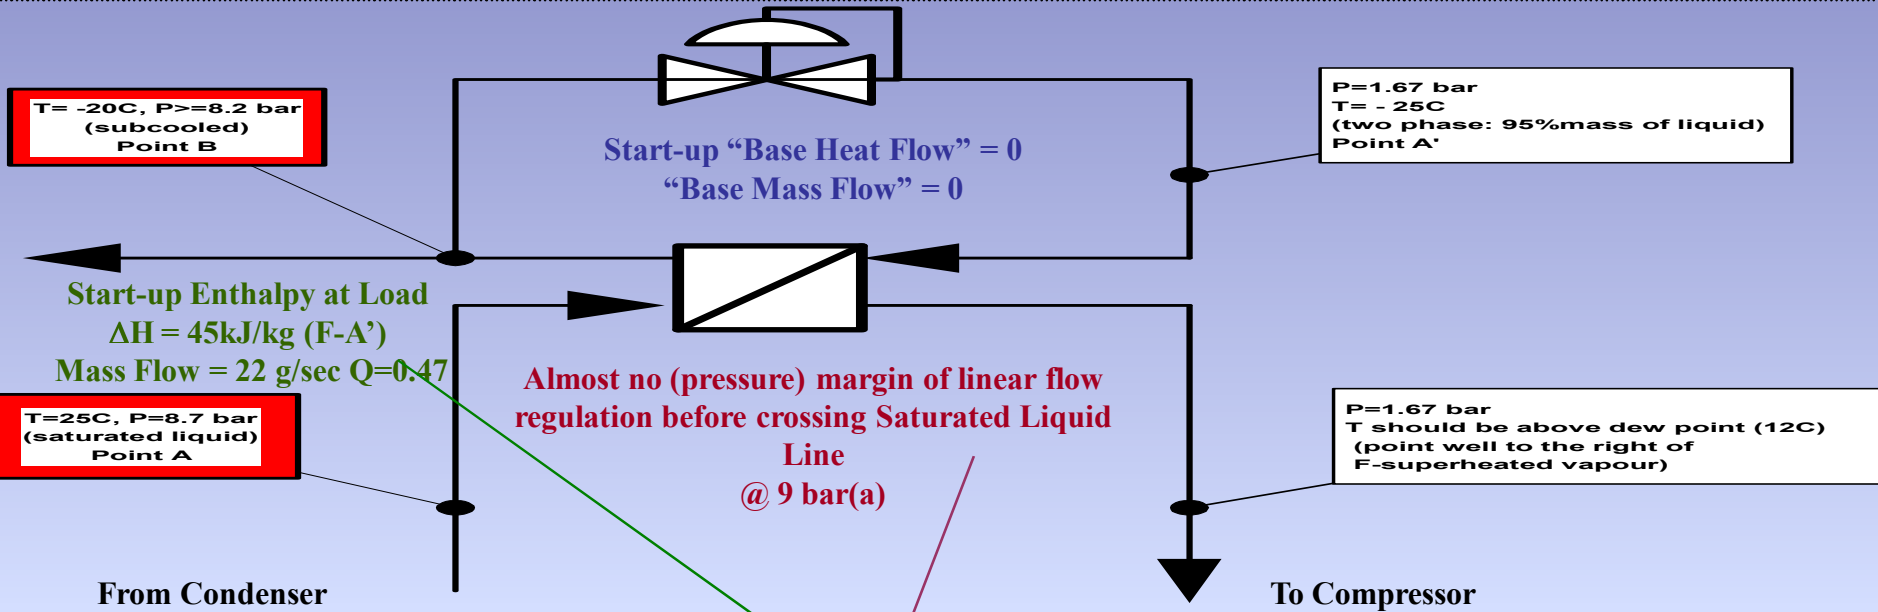 T= -20C, P>=8.2 bar
(subcooled)
Point B
P=1.67 bar
T= - 25C
(two phase: 95%mass of liquid)
Point A'
Start-up “Base Heat Flow” = 0
“Base Mass Flow” = 0
Start-up Enthalpy at Load
ΔH = 45kJ/kg (F-A’)
Mass Flow = 22 g/sec Q=0.47
Almost no (pressure) margin of linear flow
regulation before crossing Saturated Liquid
Line
@ 9 bar(a)
T=25C, P=8.7 bar
(saturated liquid)
Point A
P=1.67 bar
T should be above dew point (12C)
(point well to the right of
F-superheated vapour)
From Condenser
To Compressor